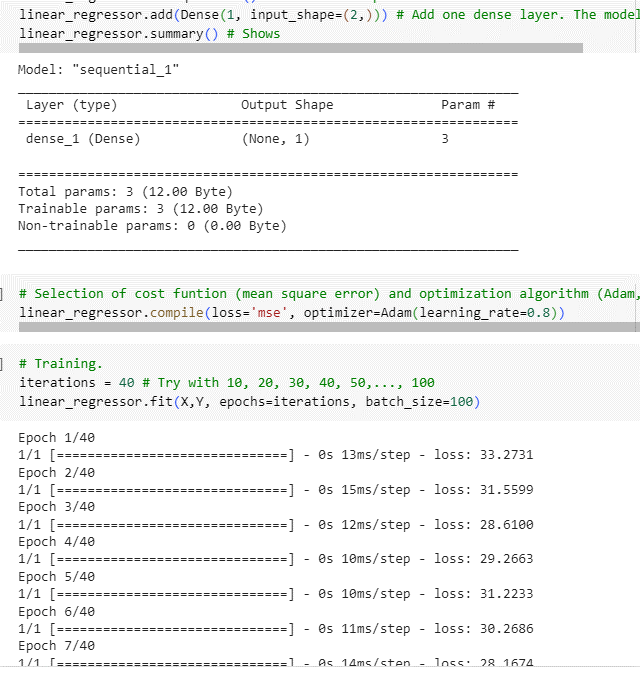 linear_regressor.add(Dense(1, input_shape=(2,))) # Add one dense layer. The model
linear_regressor.summary() # Shows
Model: "sequential_1"
Layer (type) Output Shape Param #
=================================================================
dense_1 (Dense) (None, 1) 3
=================================================================
Total params: 3 (12.00 Byte)
Trainable params: 3 (12.00 Byte)
Non-trainable params: 0 (0.00 Byte)
] # Selection of cost funtion (mean square error) and optimization algorithm (Adam,
linear_regressor.compile(loss='mse', optimizer=Adam(learning_rate=0.8))
] # Training.
iterations = 40 # Try with 10, 20, 30, 40, 50,..., 100
linear_regressor.fit(X,Y, epochs=iterations, batch_size=100)
Epoch 1/40
1/1 [==============================] - 0s 13ms/step - loss: 33.2731
Epoch 2/40
1/1 [==============================] - 0s 15ms/step - loss: 31.5599
Epoch 3/40
1/1 [==============================] - 0s 12ms/step - loss: 28.6100
Epoch 4/40
1/1 [==============================] - 0s 10ms/step - loss: 29.2663
Epoch 5/40
1/1 [==============================] - 0s 10ms/step - loss: 31.2233
Epoch 6/40
1/1 [==============================] - 0s 11ms/step - loss: 30.2686
Epoch 7/40
1/1 [==============================] - 0s 14ms/step - loss: 28.1674